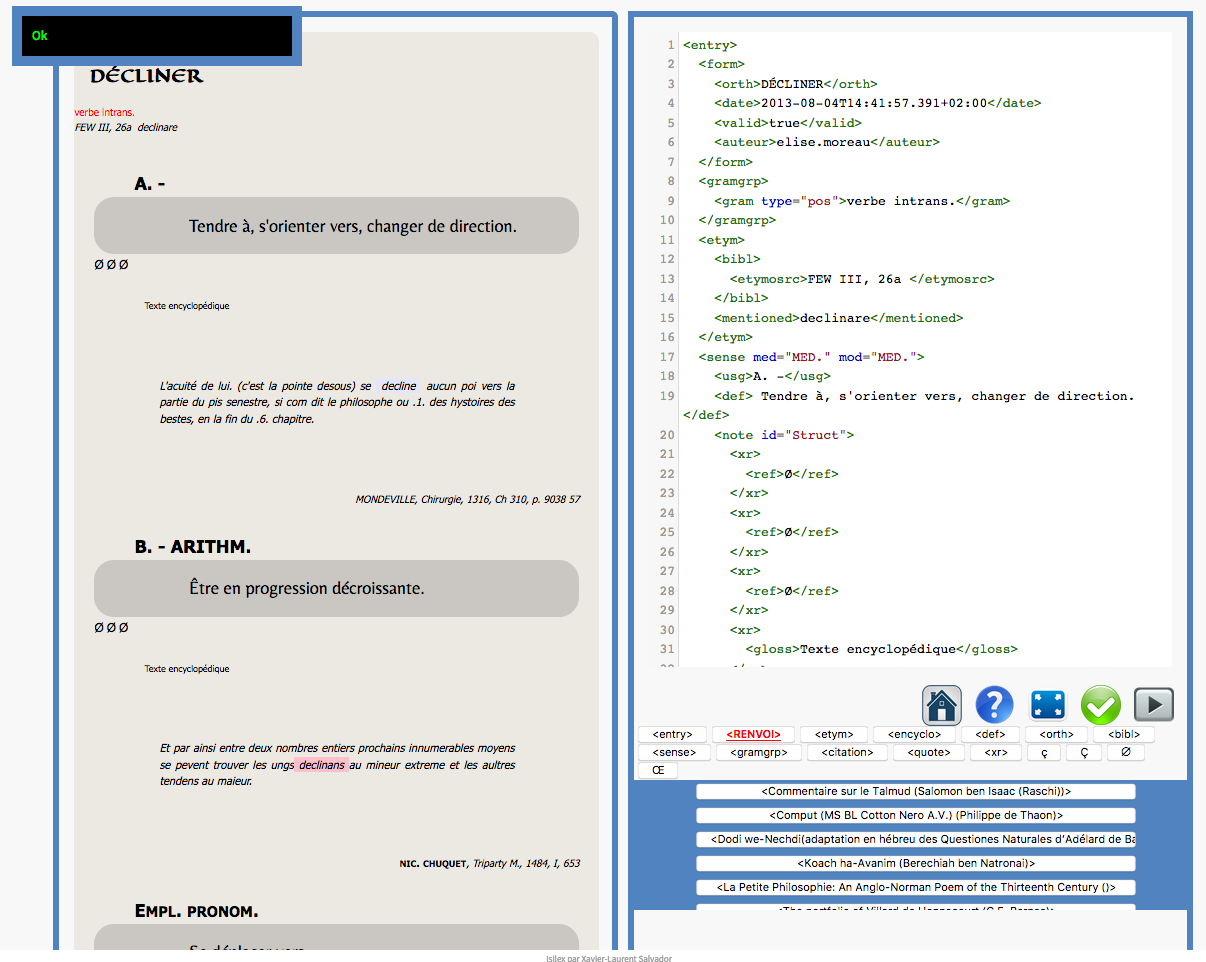 Ok
DÉCLINER
verbe intrans.
FEW III, 26a declinare
A. -
Tendre à, s'orienter vers, changer de direction.
Ø Ø Ø
Texte encyclopédique
L'acuité de lui. (c'est la pointe desous) se decline aucun poi vers la
partie du pis senestre, si com dit le philosophe ou .1. des hystoires des
bestes, en la fin du .6. chapitre.
MONDEVILLE, Chirurgie, 1316, Ch 310, p. 9038 57
B. - ARITHM.
Être en progression décroissante.
Ø Ø Ø
Texte encyclopédique
Et par ainsi entre deux nombres entiers prochains innumerables moyens
se pevent trouver les ungs declinans au mineur extreme et les aultres
tendens au maieur.
NIC. CHUQUET, Triparty M., 1484, I, 653
EMPL. PRONOM.
1 <entry>
2 <form>
3 <orth>DÉCLINER</orth>
4 <date>2013-08-04T14:41:57.391+02:00</date>
5 <valid>true</valid>
6 <auteur>elise.moreau</auteur>
7 </form>
8 <gramgrp>
9 <gram type="pos">verbe intrans.</gram>
10 </gramgrp>
11 <etym>
12 <bibl>
13 <etymosrc>FEW III, 26a </etymosrc>
14 </bibl>
15 <mentioned>declinare</mentioned>
16 </etym>
17 <sense med="MED." mod="MED.">
18 <usg>A. -</usg>
19 <def> Tendre à, s'orienter vers, changer de direction.
</def>
20 <note id="Struct">
21 <xr>
22 <ref>Ø</ref>
23 </xr>
24 <xr>
25 <ref>Ø</ref>
26 </xr>
27 <xr>
28 <ref>Ø</ref>
29 </xr>
30 <xr>
31 <gloss>Texte encyclopédique</gloss>
<entry> <RENVOI> <etym> <encyclo> <def> <orth> <bibl>
<sense> <gramgrp> <citation> <quote> <xr> ç Ç Ø
Œ
<Commentaire sur le Talmud (Salomon ben Isaac (Raschi))>
<Comput (MS BL Cotton Nero A.V.) (Philippe de Thaon)>
<Dodi we-Nechdi(adaptation en hébreu des Questiones Naturales d'Adélard de Ba
<Koach ha-Avanim (Berechiah ben Natronai)>
<La Petite Philosophie: An Anglo-Norman Poem of the Thirteenth Century ()>
Isilex par Xavier-Laurent Salvador